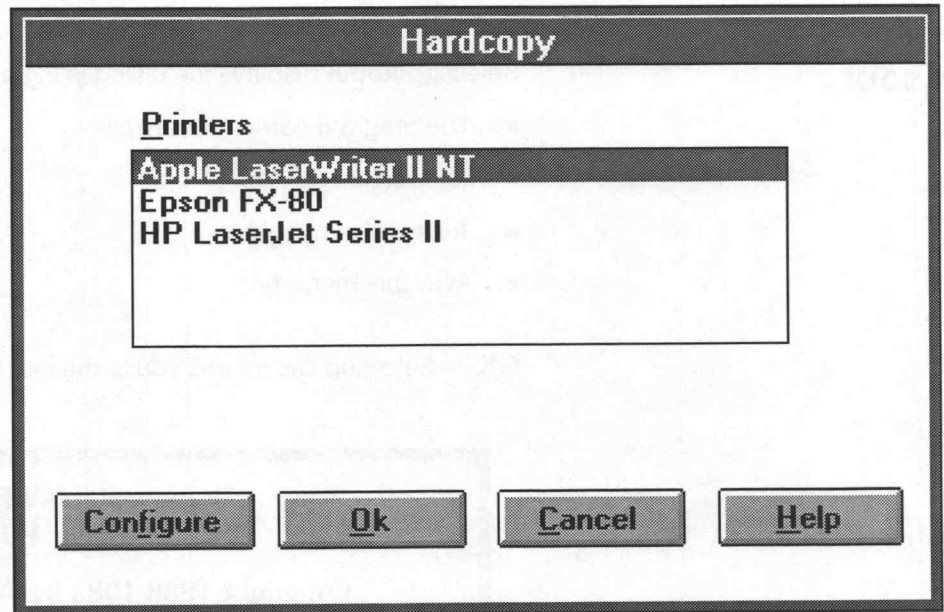 Hardcopy
Printers
Apple LaserWriter II NT
Epson FX-80
HP LaserJet Series II
Configure Ok Cancel Help